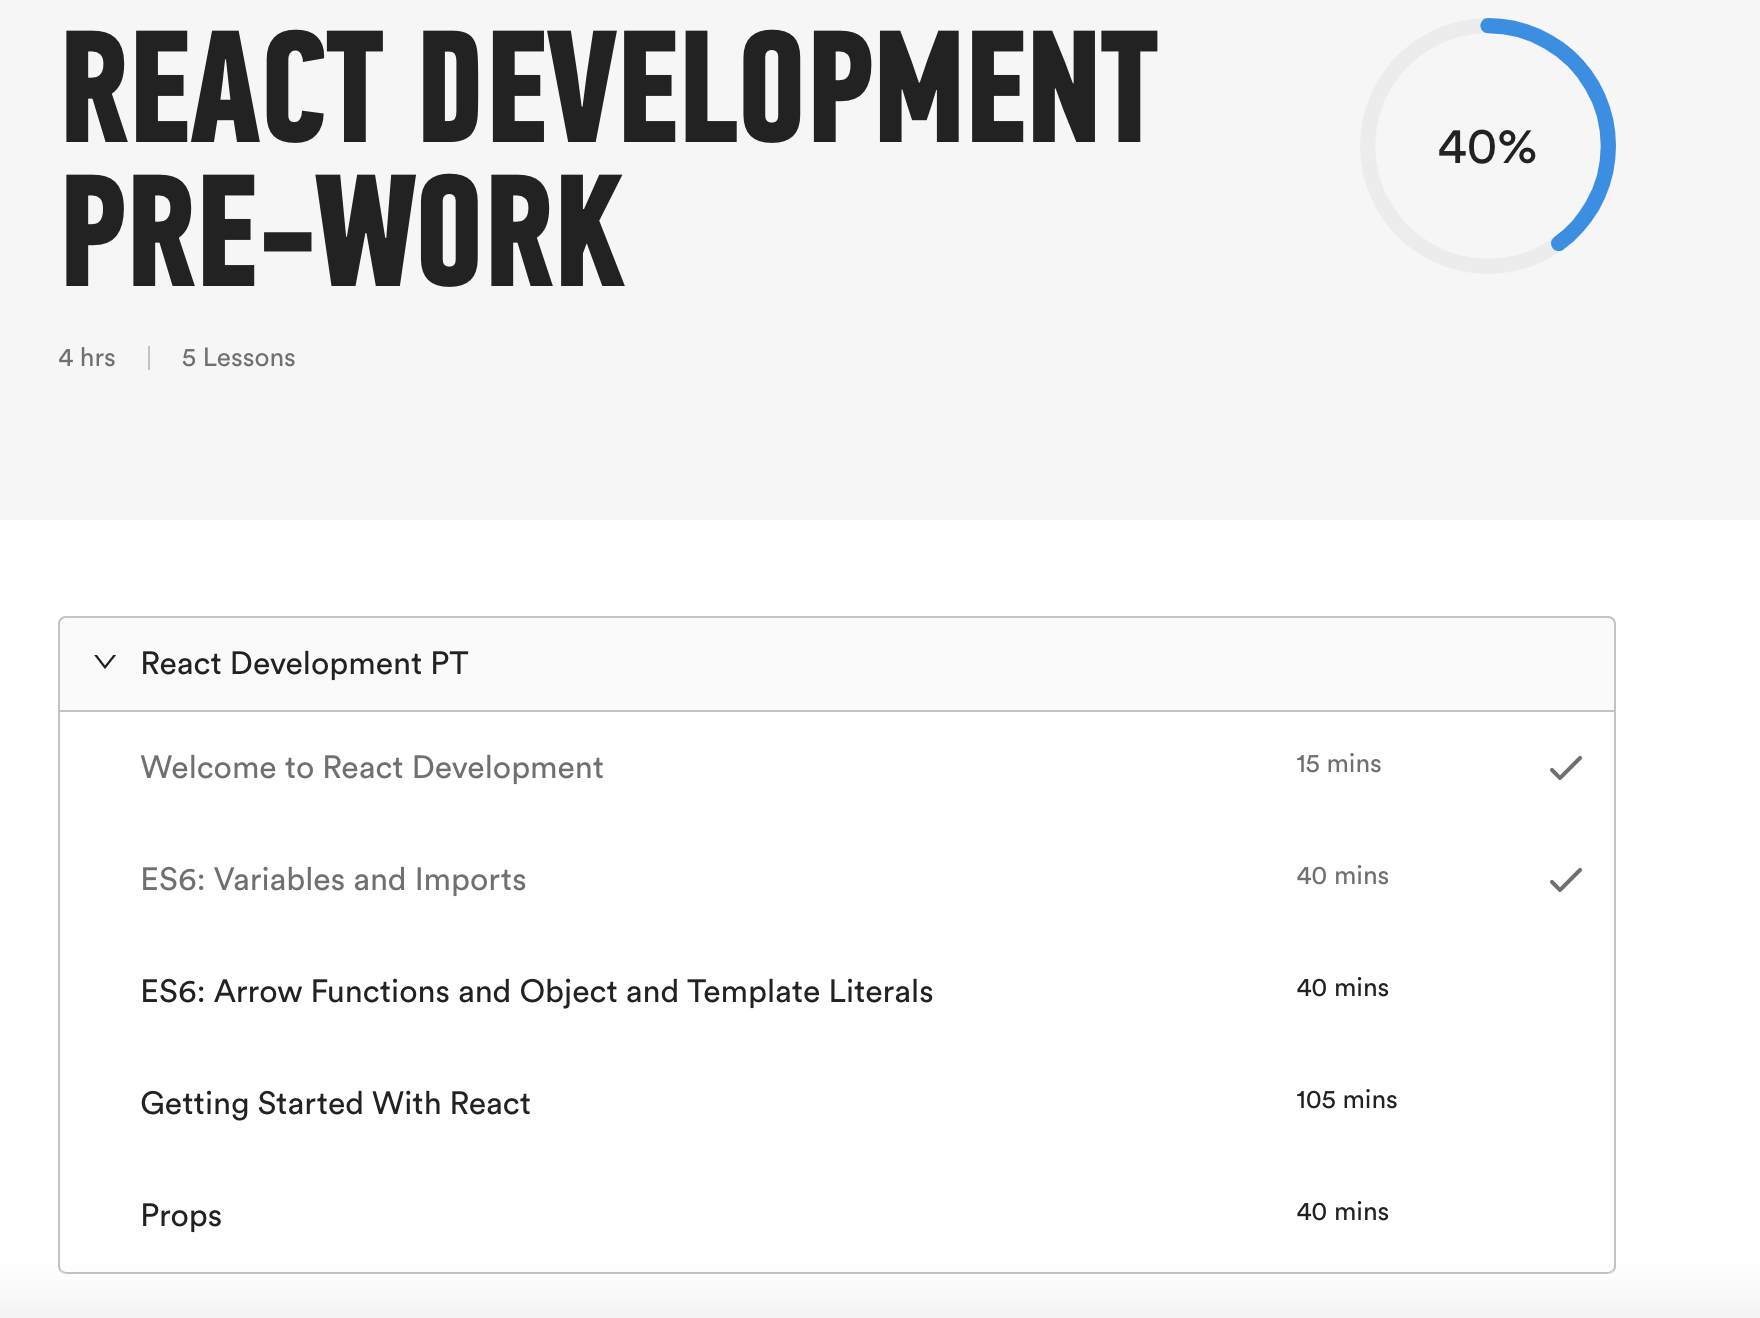 REACT DEVELOPMENT
PRE-WORK
40%
4 hrs | 5 Lessons
React Development PT
Welcome to React Development 15 mins
ES6: Variables and Imports 40 mins
ES6: Arrow Functions and Object and Template Literals 40 mins
Getting Started With React 105 mins
Props 40 mins